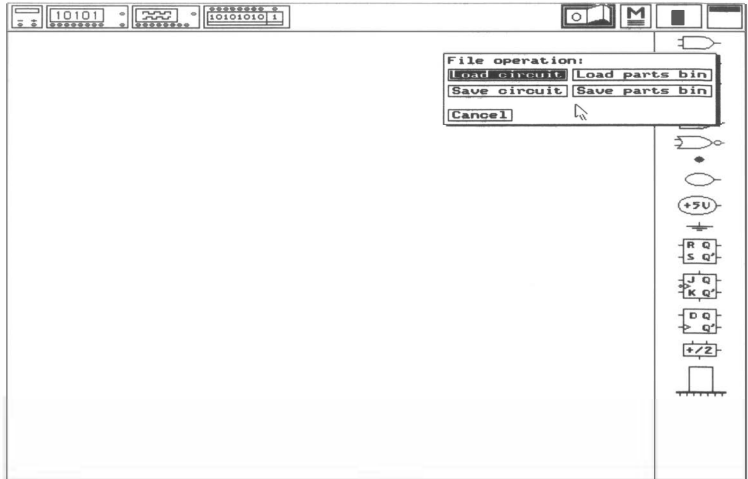 10101
10101010 1
M
File operation:
Load circuit Load parts bin
Save circuit Save parts bin
Cancel
+5V
R Q
S Q'
J Q
K Q'
D Q
Q'
+/2